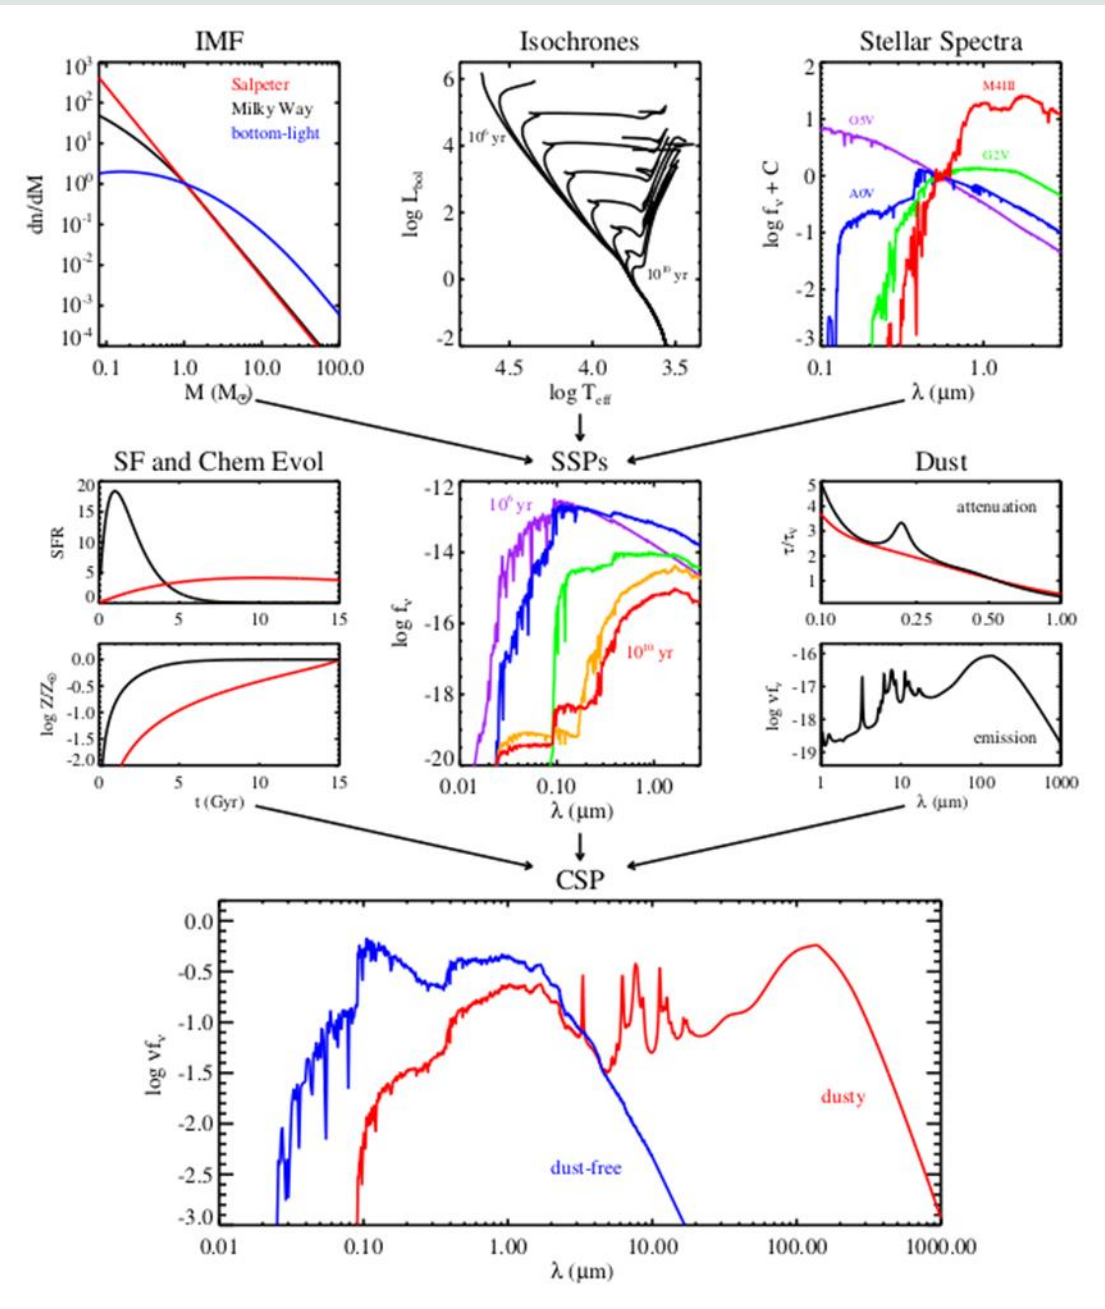 IMF
Isochrones
Stellar Spectra
10³
10²
10¹
10⁰
10⁻¹
10⁻²
10⁻³
10⁻⁴
dn/dM
Salpeter
Milky Way
bottom-light
0.1 1.0 10.0 100.0
M (M⊙)
6
4
2
0
-2
log L_bol
10⁶ yr
10¹⁰ yr
4.5 4.0 3.5
log T_eff
2
1
0
-1
-2
-3
log f_ν + C
M4III
O5V
G2V
A0V
0.1 1.0
λ (μm)
SF and Chem Evol
SSPs
Dust
20
15
10
5
0
SFR
0 5 10 15
0.0
-0.5
-1.0
-1.5
-2.0
log Z/Z⊙
0 5 10 15
t (Gyr)
-12
-14
-16
-18
-20
log f_ν
10⁶ yr
10¹⁰ yr
0.01 0.10 1.00
λ (μm)
5
4
3
2
1
τ/τ_V
attenuation
0.10 0.25 0.50 1.00
-16
-17
-18
-19
log νf_ν
emission
1 10 100 1000
λ (μm)
CSP
0.0
-0.5
-1.0
-1.5
-2.0
-2.5
-3.0
log νf_ν
dusty
dust-free
0.01 0.10 1.00 10.00 100.00 1000.00
λ (μm)